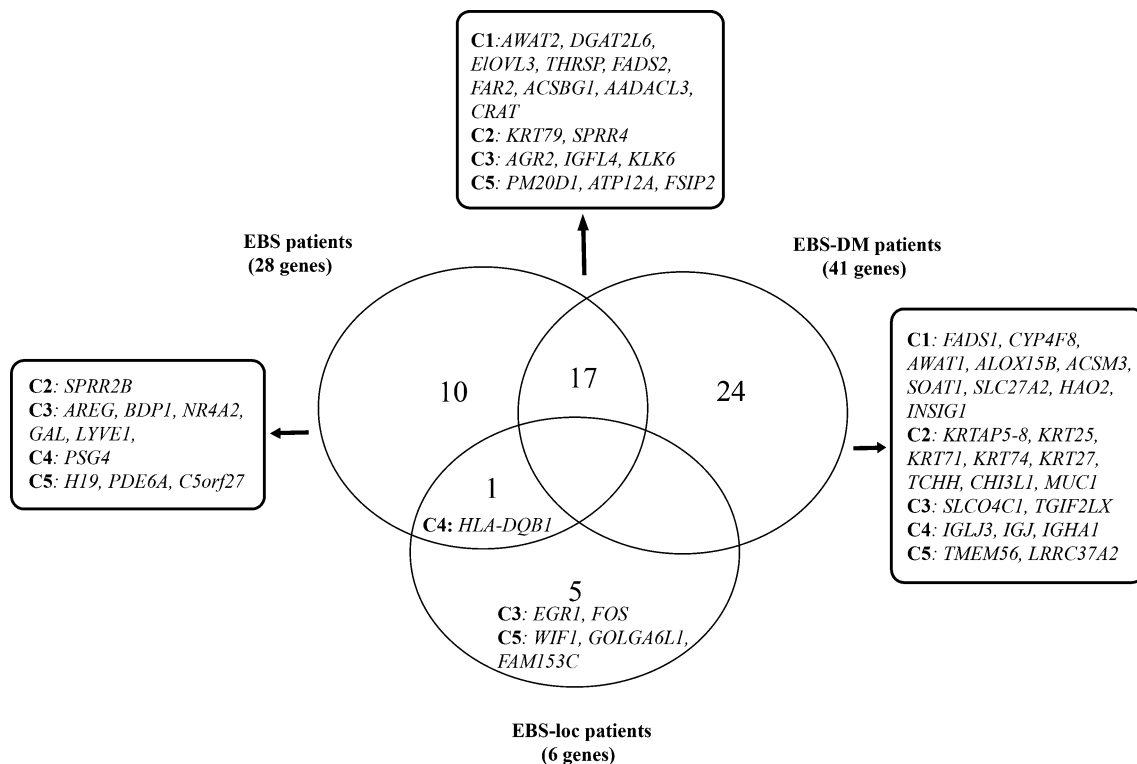 C1:AWAT2, DGAT2L6,
ElOVL3, THRSP, FADS2,
FAR2, ACSBG1, AADACL3,
CRAT
C2: KRT79, SPRR4
C3: AGR2, IGFL4, KLK6
C5: PM20D1, ATP12A, FSIP2
EBS patients
(28 genes)
EBS-DM patients
(41 genes)
C2: SPRR2B
C3: AREG, BDP1, NR4A2,
GAL, LYVE1,
C4: PSG4
C5: H19, PDE6A, C5orf27
10
17
24
C1: FADS1, CYP4F8,
AWAT1, ALOX15B, ACSM3,
SOAT1, SLC27A2, HAO2,
INSIG1
C2: KRTAP5-8, KRT25,
KRT71, KRT74, KRT27,
TCHH, CHI3L1, MUC1
C3: SLCO4C1, TGIF2LX
C4: IGLJ3, IGJ, IGHA1
C5: TMEM56, LRRC37A2
1
C4: HLA-DQB1
5
C3: EGR1, FOS
C5: WIF1, GOLGA6L1,
FAM153C
EBS-loc patients
(6 genes)